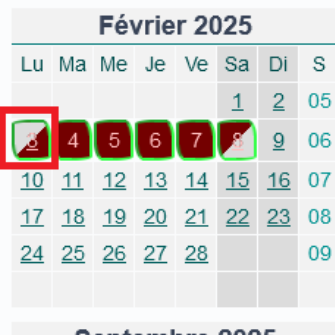 Février 2025
Lu Ma Me Je Ve Sa Di S
1 2 05
3 4 5 6 7 8 9 06
10 11 12 13 14 15 16 07
17 18 19 20 21 22 23 08
24 25 26 27 28 09
Septembre 2025